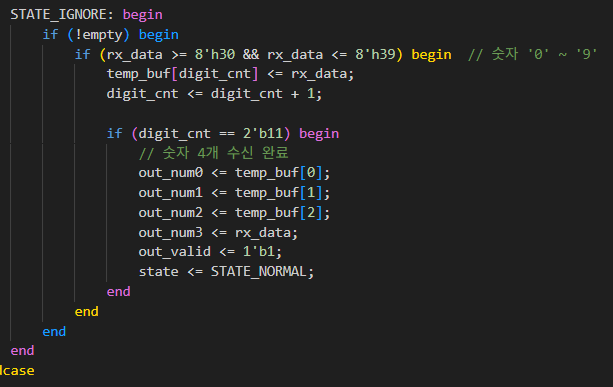 STATE_IGNORE: begin
if (!empty) begin
if (rx_data >= 8'h30 && rx_data <= 8'h39) begin // 숫자 '0' ~ '9'
temp_buf[digit_cnt] <= rx_data;
digit_cnt <= digit_cnt + 1;
if (digit_cnt == 2'b11) begin
// 숫자 4개 수신 완료
out_num0 <= temp_buf[0];
out_num1 <= temp_buf[1];
out_num2 <= temp_buf[2];
out_num3 <= rx_data;
out_valid <= 1'b1;
state <= STATE_NORMAL;
end
end
end
end
dcase